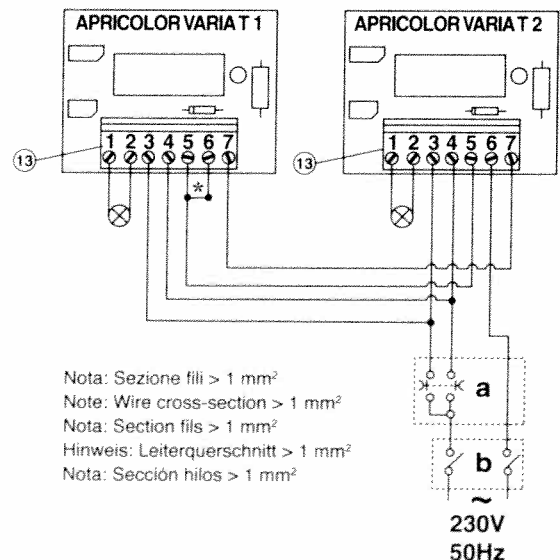 APRICOLOR VARIA T 1
APRICOLOR VARIA T 2
1 2 3 4 5 6 7
1 2 3 4 5 6 7
13
13
*
Nota: Sezione fili > 1 mm²
Note: Wire cross-section > 1 mm²
Nota: Section fils > 1 mm²
Hinweis: Leiterquerschnitt > 1 mm²
Nota: Sección hilos > 1 mm²
a
b
~
230V
50Hz